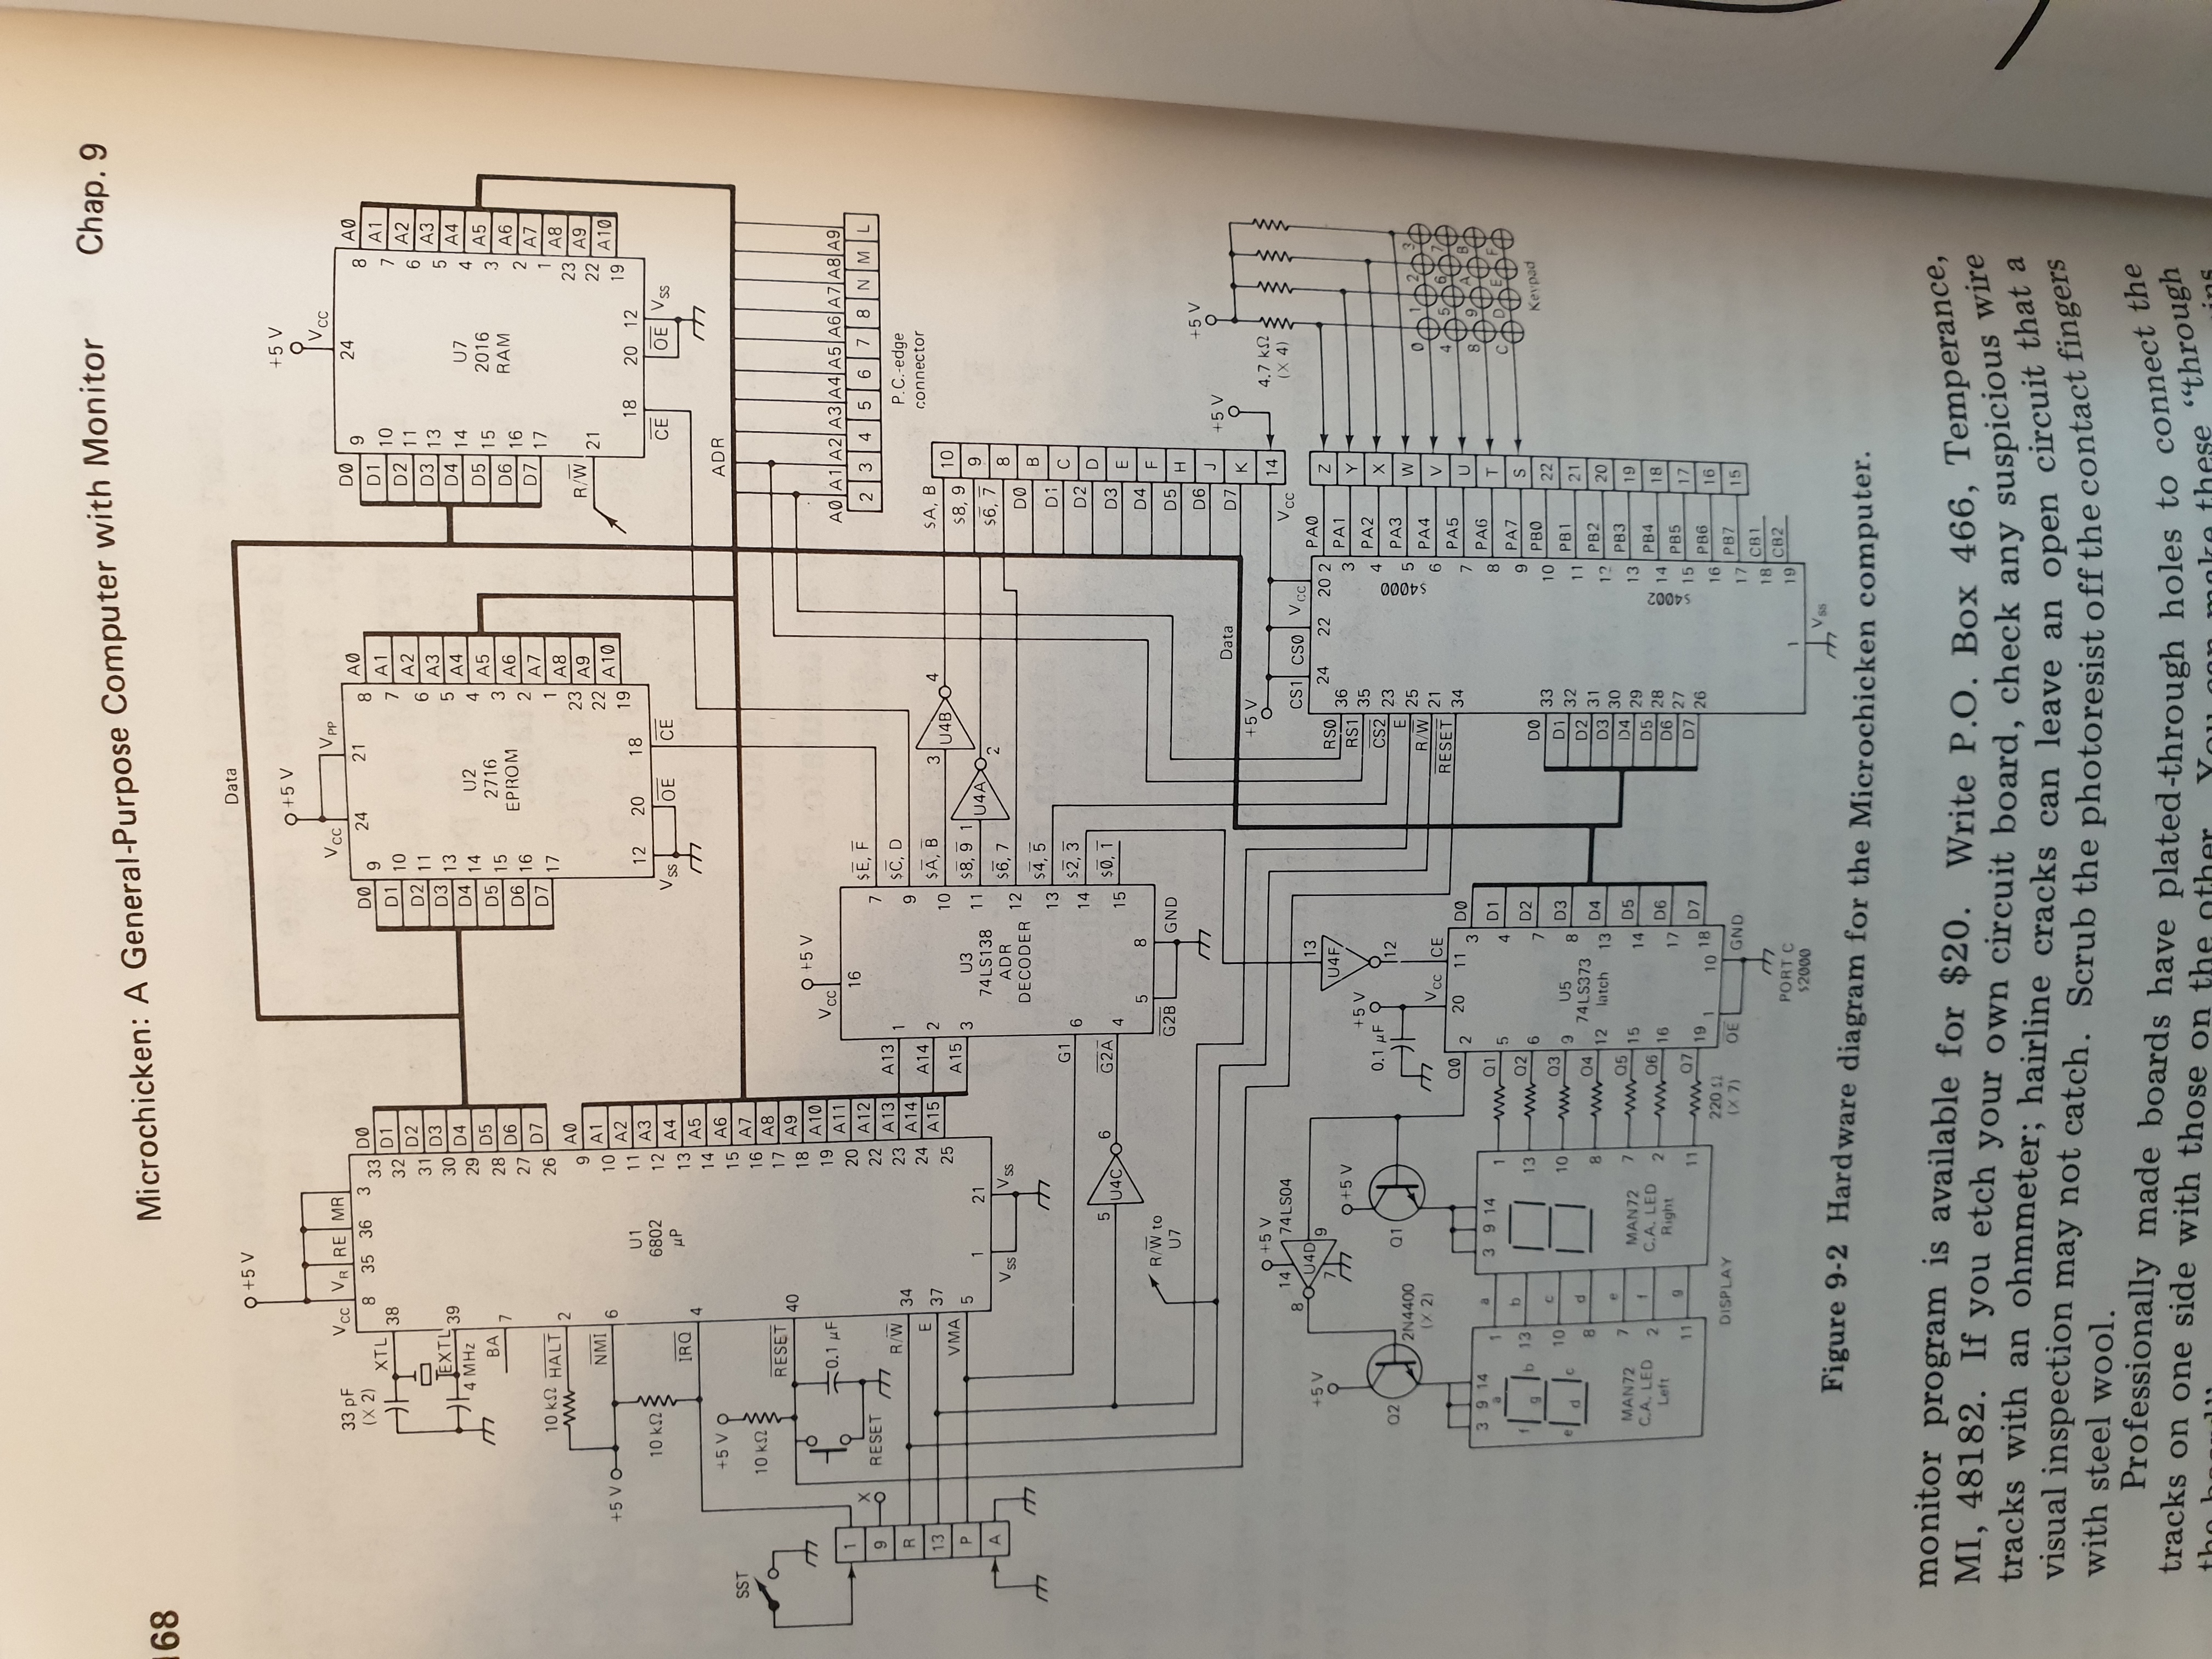 168
Microchicken: A General-Purpose Computer with Monitor Chap. 9
Data
+5 V
VCC VR RE MR
8 35 36 3
33 pF
(X 2)
XTL
38
EXTL
39
4 MHz
BA
7
10 kΩ HALT
2
+5 V
NMI
6
10 kΩ
IRQ
4
+5 V
10 kΩ
RESET
40
0.1 µF
RESET
SST
1
9 X
R
13
P
A
R/W
34
E
37
VMA
5
U1
6802
µP
33 D0
32 D1
31 D2
30 D3
29 D4
28 D5
27 D6
26 D7
9 A0
10 A1
11 A2
12 A3
13 A4
14 A5
15 A6
16 A7
17 A8
18 A9
19 A10
20 A11
22 A12
23 A13
24 A14
25 A15
1 21
VSS VSS
+5 V
VCC VPP
24 21
D0 9
D1 10
D2 11
D3 13
D4 14
D5 15
D6 16
D7 17
U2
2716
EPROM
8 A0
7 A1
6 A2
5 A3
4 A4
3 A5
2 A6
1 A7
23 A8
22 A9
19 A10
12 20 18
VSS OE CE
+5 V
VCC
24
D0 9
D1 10
D2 11
D3 13
D4 14
D5 15
D6 16
D7 17
R/W 21
U7
2016
RAM
8 A0
7 A1
6 A2
5 A3
4 A4
3 A5
2 A6
1 A7
23 A8
22 A9
19 A10
18 20 12
CE OE VSS
ADR
A0 A1 A2 A3 A4 A5 A6 A7 A8 A9
2 3 4 5 6 7 8 N M L
P.C.-edge
connector
+5 V
VCC
16
A13 1
A14 2
A15 3
U3
74LS138
ADR
DECODER
7 $E, F
9 $C, D
10 $A, B
11 $8, 9
12 $6, 7
13 $4, 5
14 $2, 3
15 $0, 1
3 U4B 4
1 U4A 2
G1 6
5 U4C 6 G2A 4
5 8
G2B GND
R/W to
U7
$A, B 10
$8, 9 9
$6, 7 8
D0 B
D1 C
D2 D
D3 E
D4 F
D5 H
D6 J
D7 K
VCC 14
+5 V
Data
+5 V
4.7 kΩ
(X 4)
+5 V
CS1 CS0 VCC
24 22 20
RS0 36
RS1 35
CS2 23
E 25
R/W 21
RESET 34
$4000
$4002
D0 33
D1 32
D2 31
D3 30
D4 29
D5 28
D6 27
D7 26
2 PA0 Z
3 PA1 Y
4 PA2 X
5 PA3 W
6 PA4 V
7 PA5 U
8 PA6 T
9 PA7 S
10 PB0 22
11 PB1 21
12 PB2 20
13 PB3 19
14 PB4 18
15 PB5 17
16 PB6 16
17 PB7 15
18 CB1
19 CB2
1
VSS
0 1 2 3
4 5 6 7
8 9 A B
C D E F
Keypad
+5 V
14 74LS04
8 U4D 9
7
+5 V
Q2
2N4400
(X 2)
+5 V
Q1
13
U4F
12
+5 V
0.1 µF
VCC CE
20 11
Q0 2
Q1 5
Q2 6
Q3 9
Q4 12
Q5 15
Q6 16
Q7 19
U5
74LS373
latch
3 D0
4 D1
7 D2
8 D3
13 D4
14 D5
17 D6
18 D7
1 10
OE GND
PORT C
$2000
220 Ω
(X 7)
3 9 14
a
f g b
e d c
1 a
13 b
10 c
8 d
7 e
2 f
11 g
MAN72
C.A. LED
Left
3 9 14
1
13
10
8
7
2
11
MAN72
C.A. LED
Right
DISPLAY
Figure 9-2 Hardware diagram for the Microchicken computer.
monitor program is available for $20. Write P.O. Box 466, Temperance,
MI, 48182. If you etch your own circuit board, check any suspicious wire
tracks with an ohmmeter; hairline cracks can leave an open circuit that a
visual inspection may not catch. Scrub the photoresist off the contact fingers
with steel wool.
Professionally made boards have plated-through holes to connect the
tracks on one side with those on the other. You can make these "through
the board"